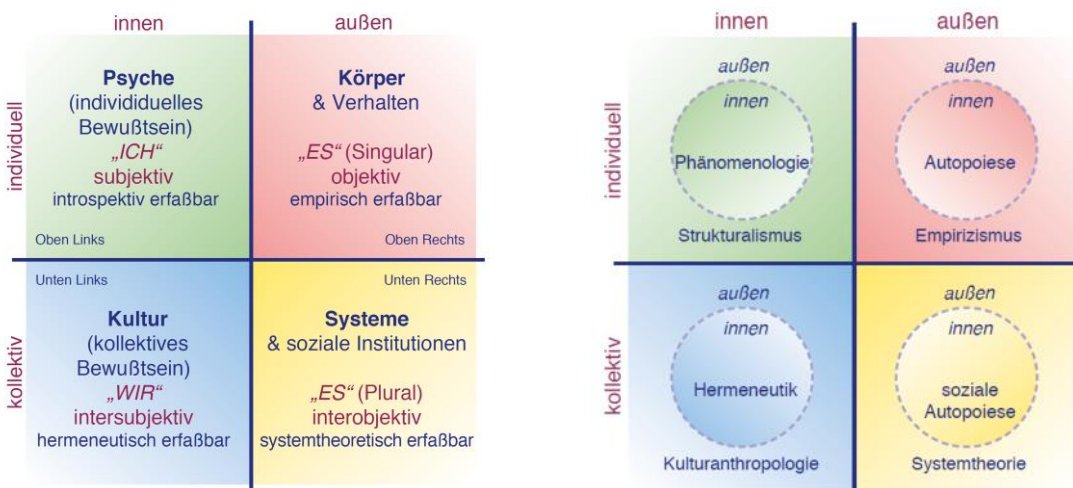 innen
außen
individuell
Psyche
(individiduelles
Bewußtsein)
„ICH“
subjektiv
introspektiv erfaßbar
Oben Links
Körper
& Verhalten
„ES“ (Singular)
objektiv
empirisch erfaßbar
Oben Rechts
kollektiv
Unten Links
Kultur
(kollektives
Bewußtsein)
„WIR“
intersubjektiv
hermeneutisch erfaßbar
Unten Rechts
Systeme
& soziale Institutionen
„ES“ (Plural)
interobjektiv
systemtheoretisch erfaßbar
innen
außen
individuell
außen
innen
Phänomenologie
Strukturalismus
außen
innen
Autopoiese
Empirizismus
kollektiv
außen
innen
Hermeneutik
Kulturanthropologie
außen
innen
soziale
Autopoiese
Systemtheorie